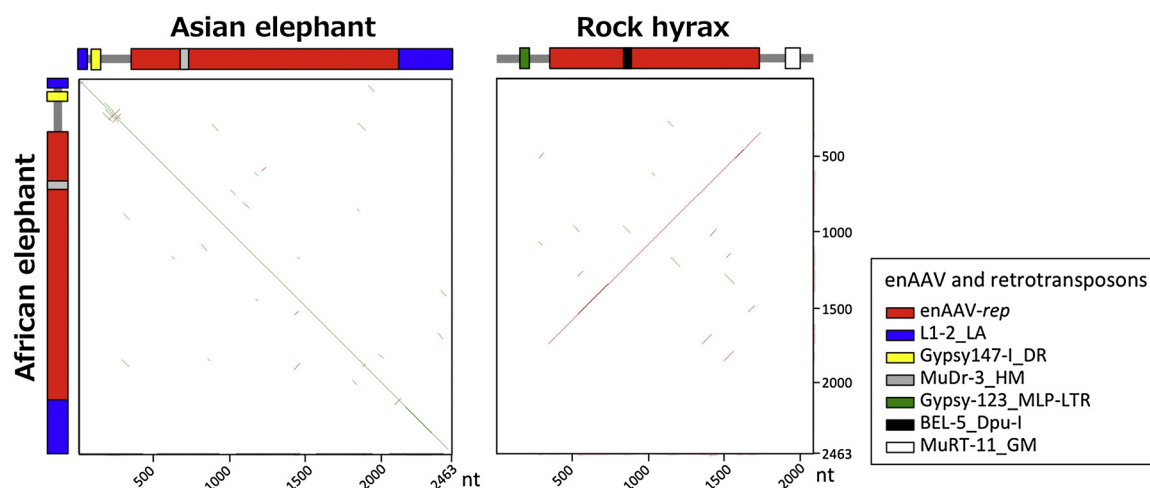 Asian elephant
Rock hyrax
African elephant
500
1000
1500
2000
2463
nt
500
1000
1500
2000
nt
500
1000
1500
2000
2463
enAAV and retrotransposons
enAAV-rep
L1-2_LA
Gypsy147-I_DR
MuDr-3_HM
Gypsy-123_MLP-LTR
BEL-5_Dpu-I
MuRT-11_GM